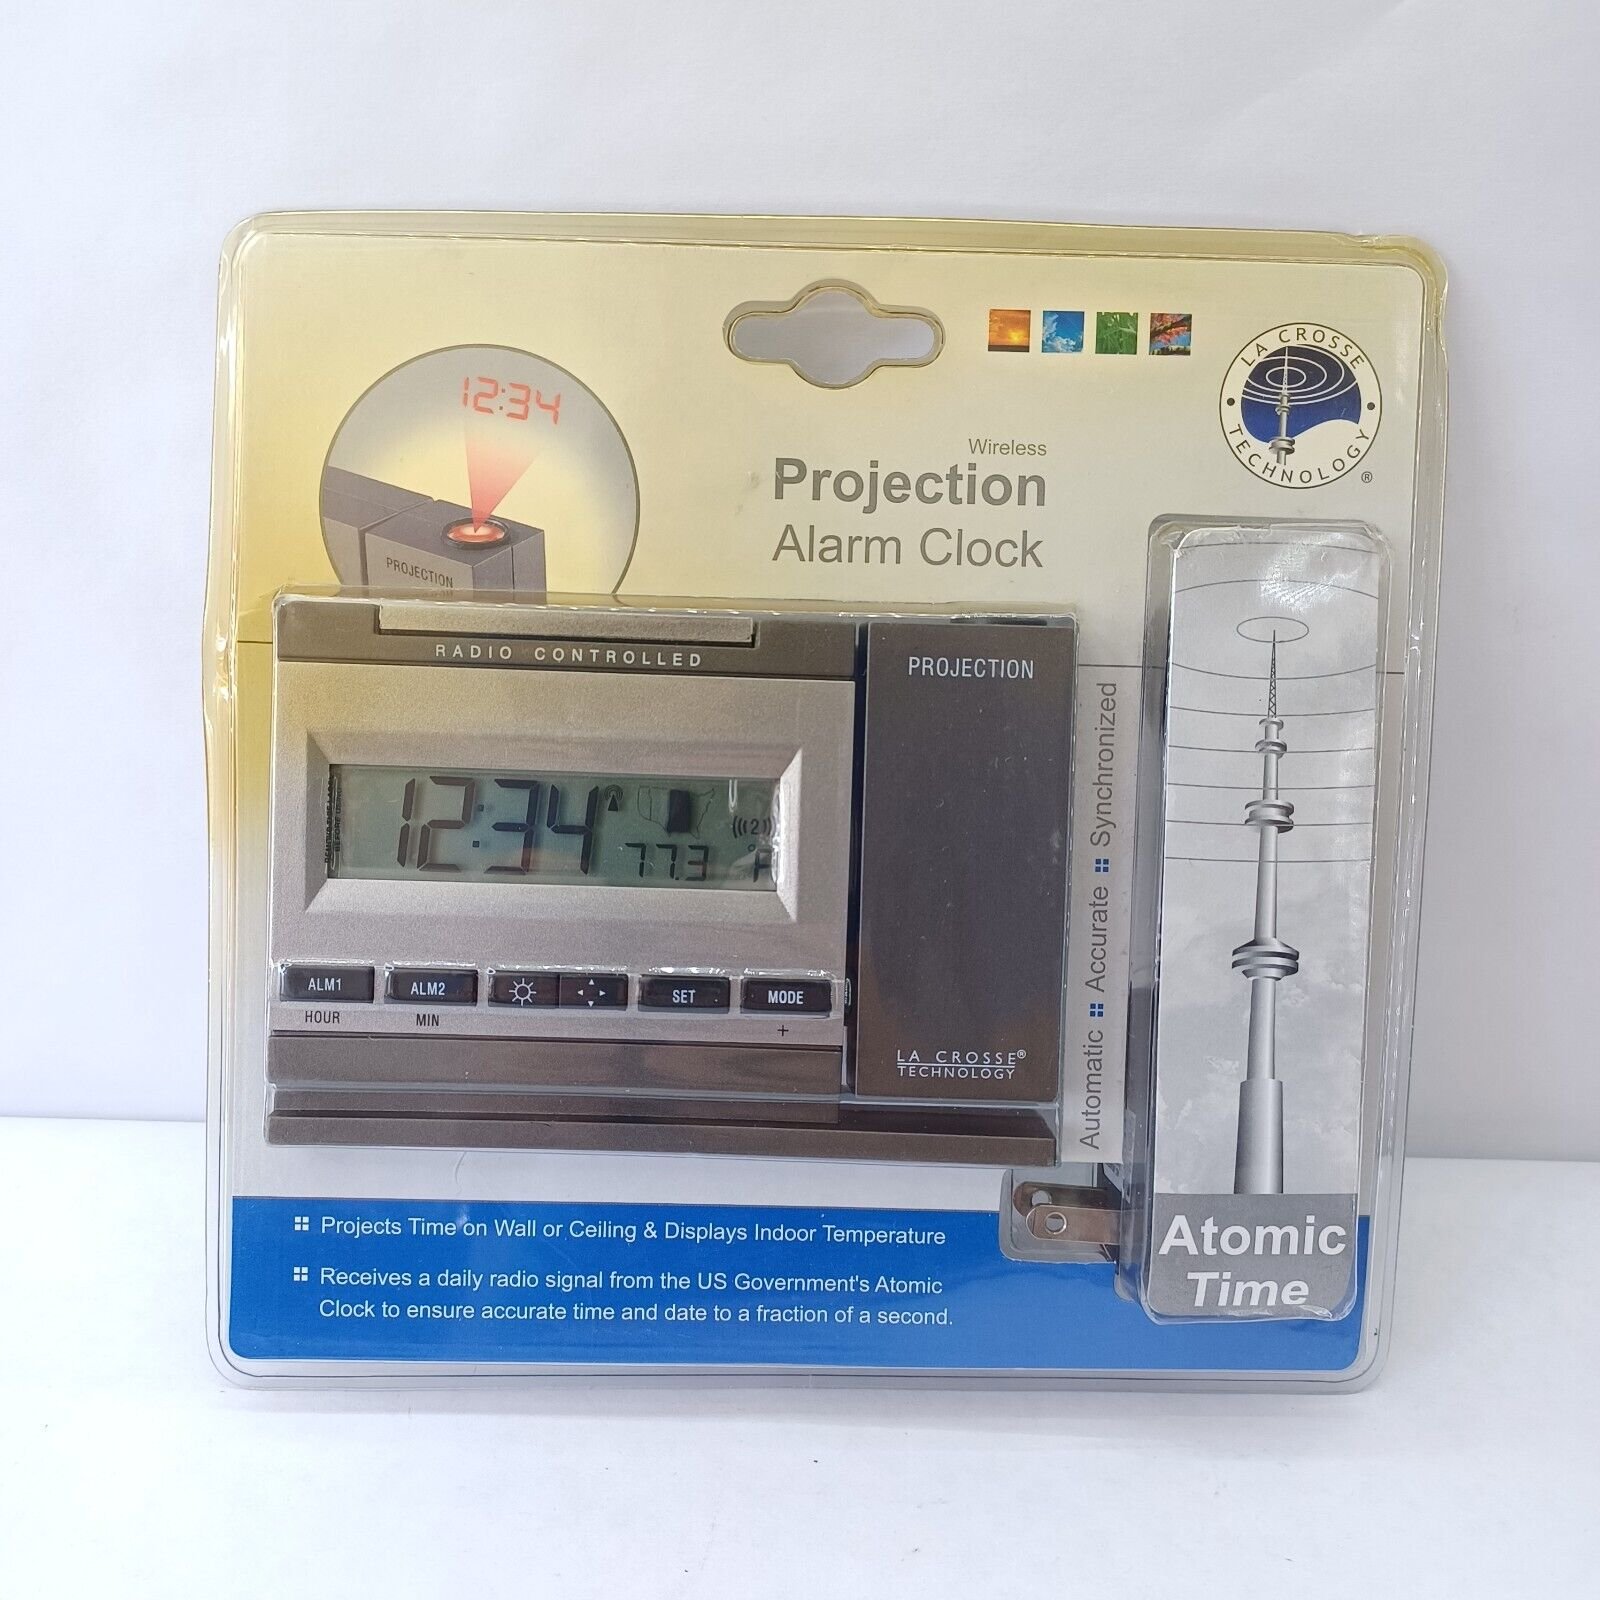 12:34
LA CROSSE
TECHNOLOGY
®
Wireless
Projection
Alarm Clock
PROJECTION
RADIO CONTROLLED
PROJECTION
12:34
((2))
77.3 °F
BEFORE USING
ALM1
ALM2
SET
MODE
HOUR
MIN
+
LA CROSSE®
TECHNOLOGY
Automatic Accurate Synchronized
Atomic
Time
Projects Time on Wall or Ceiling & Displays Indoor Temperature
Receives a daily radio signal from the US Government's Atomic
Clock to ensure accurate time and date to a fraction of a second.